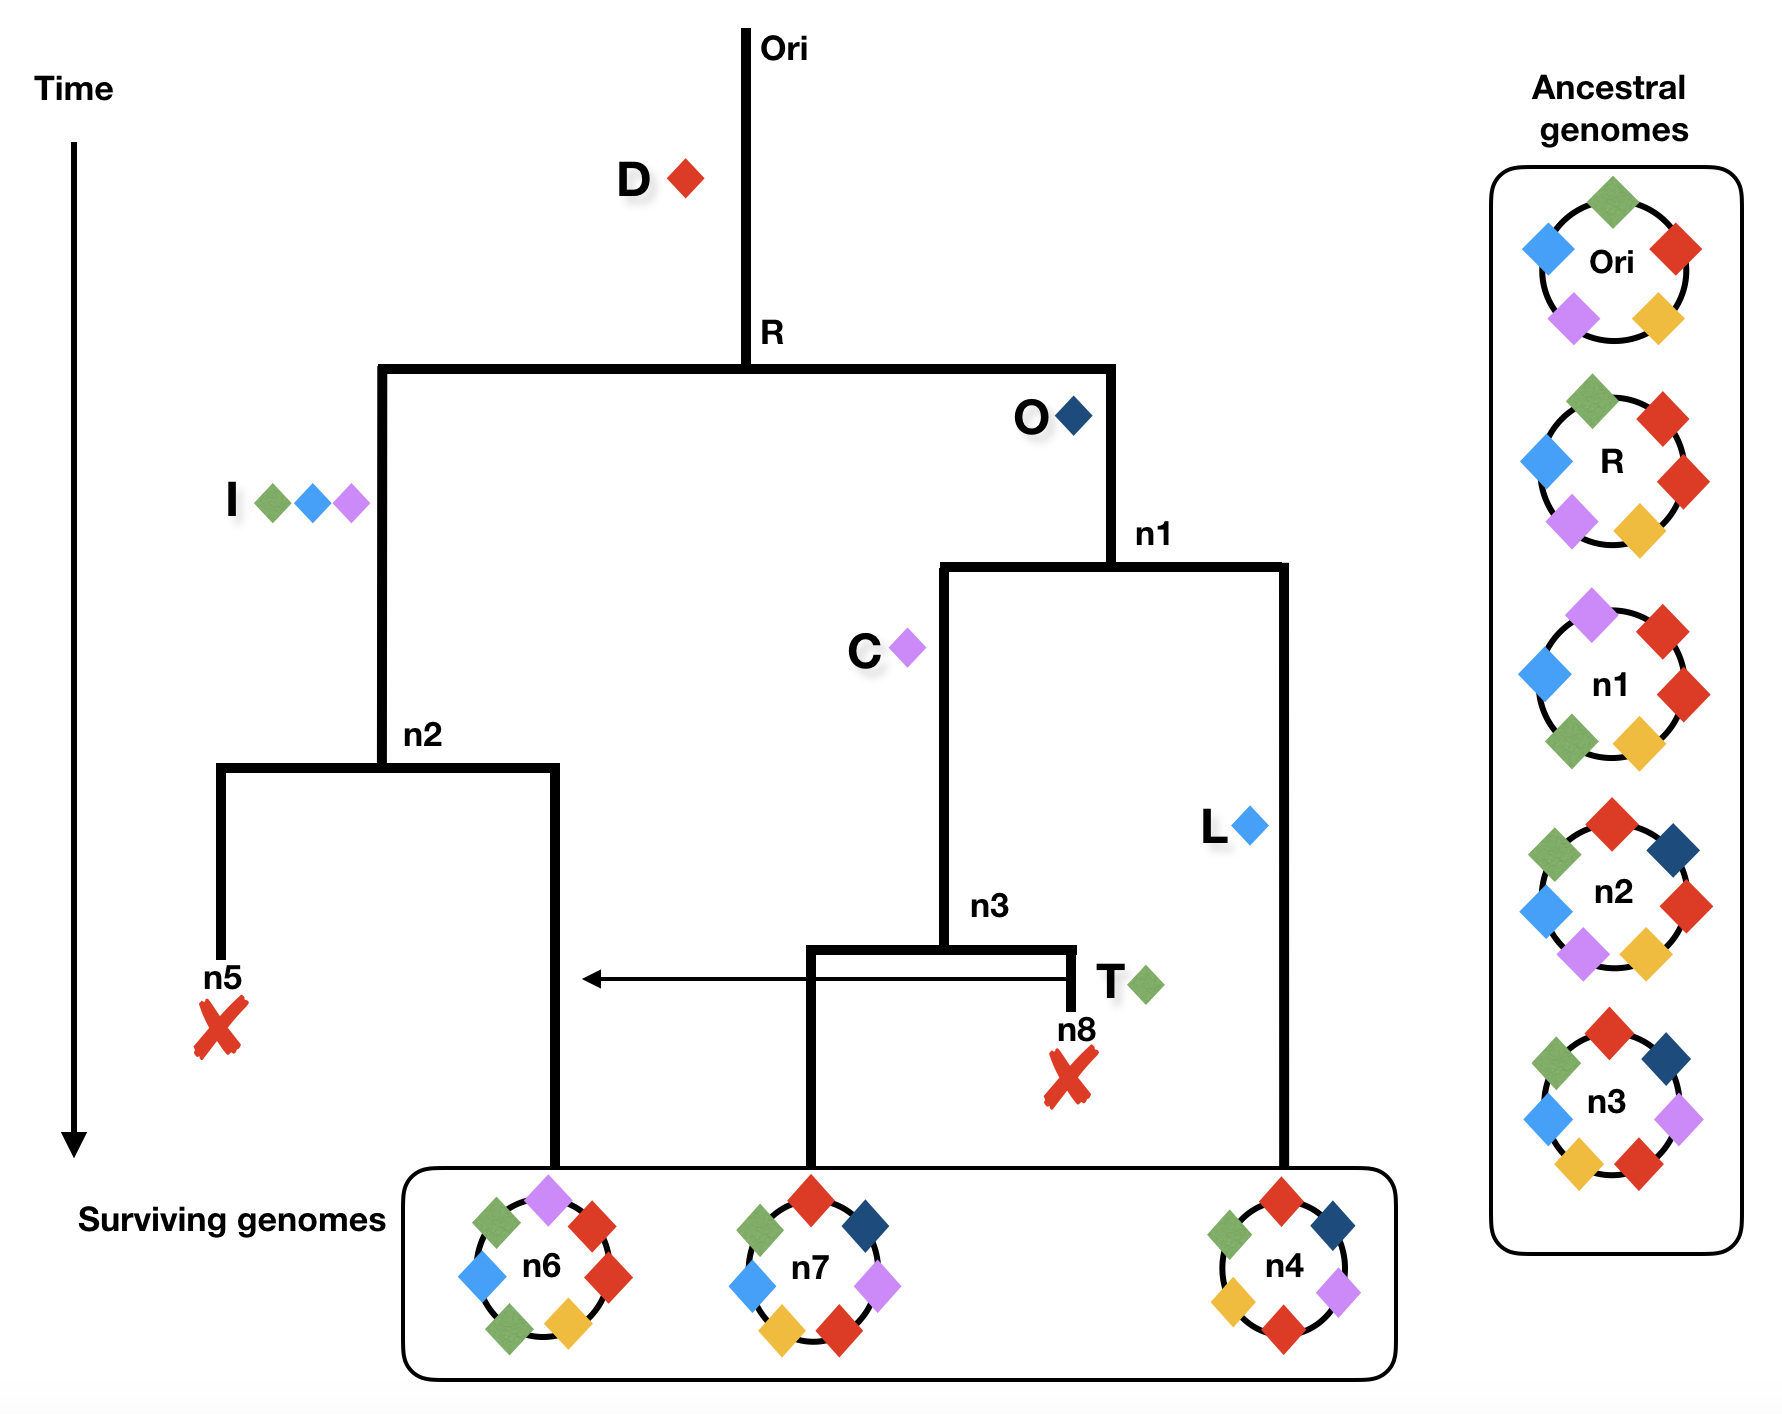 Ori
Time
Ancestral
genomes
D
Ori
R
O
R
I
n1
C
n1
n2
L
n2
n3
T
n5
n8
n3
Surviving genomes
n6
n7
n4